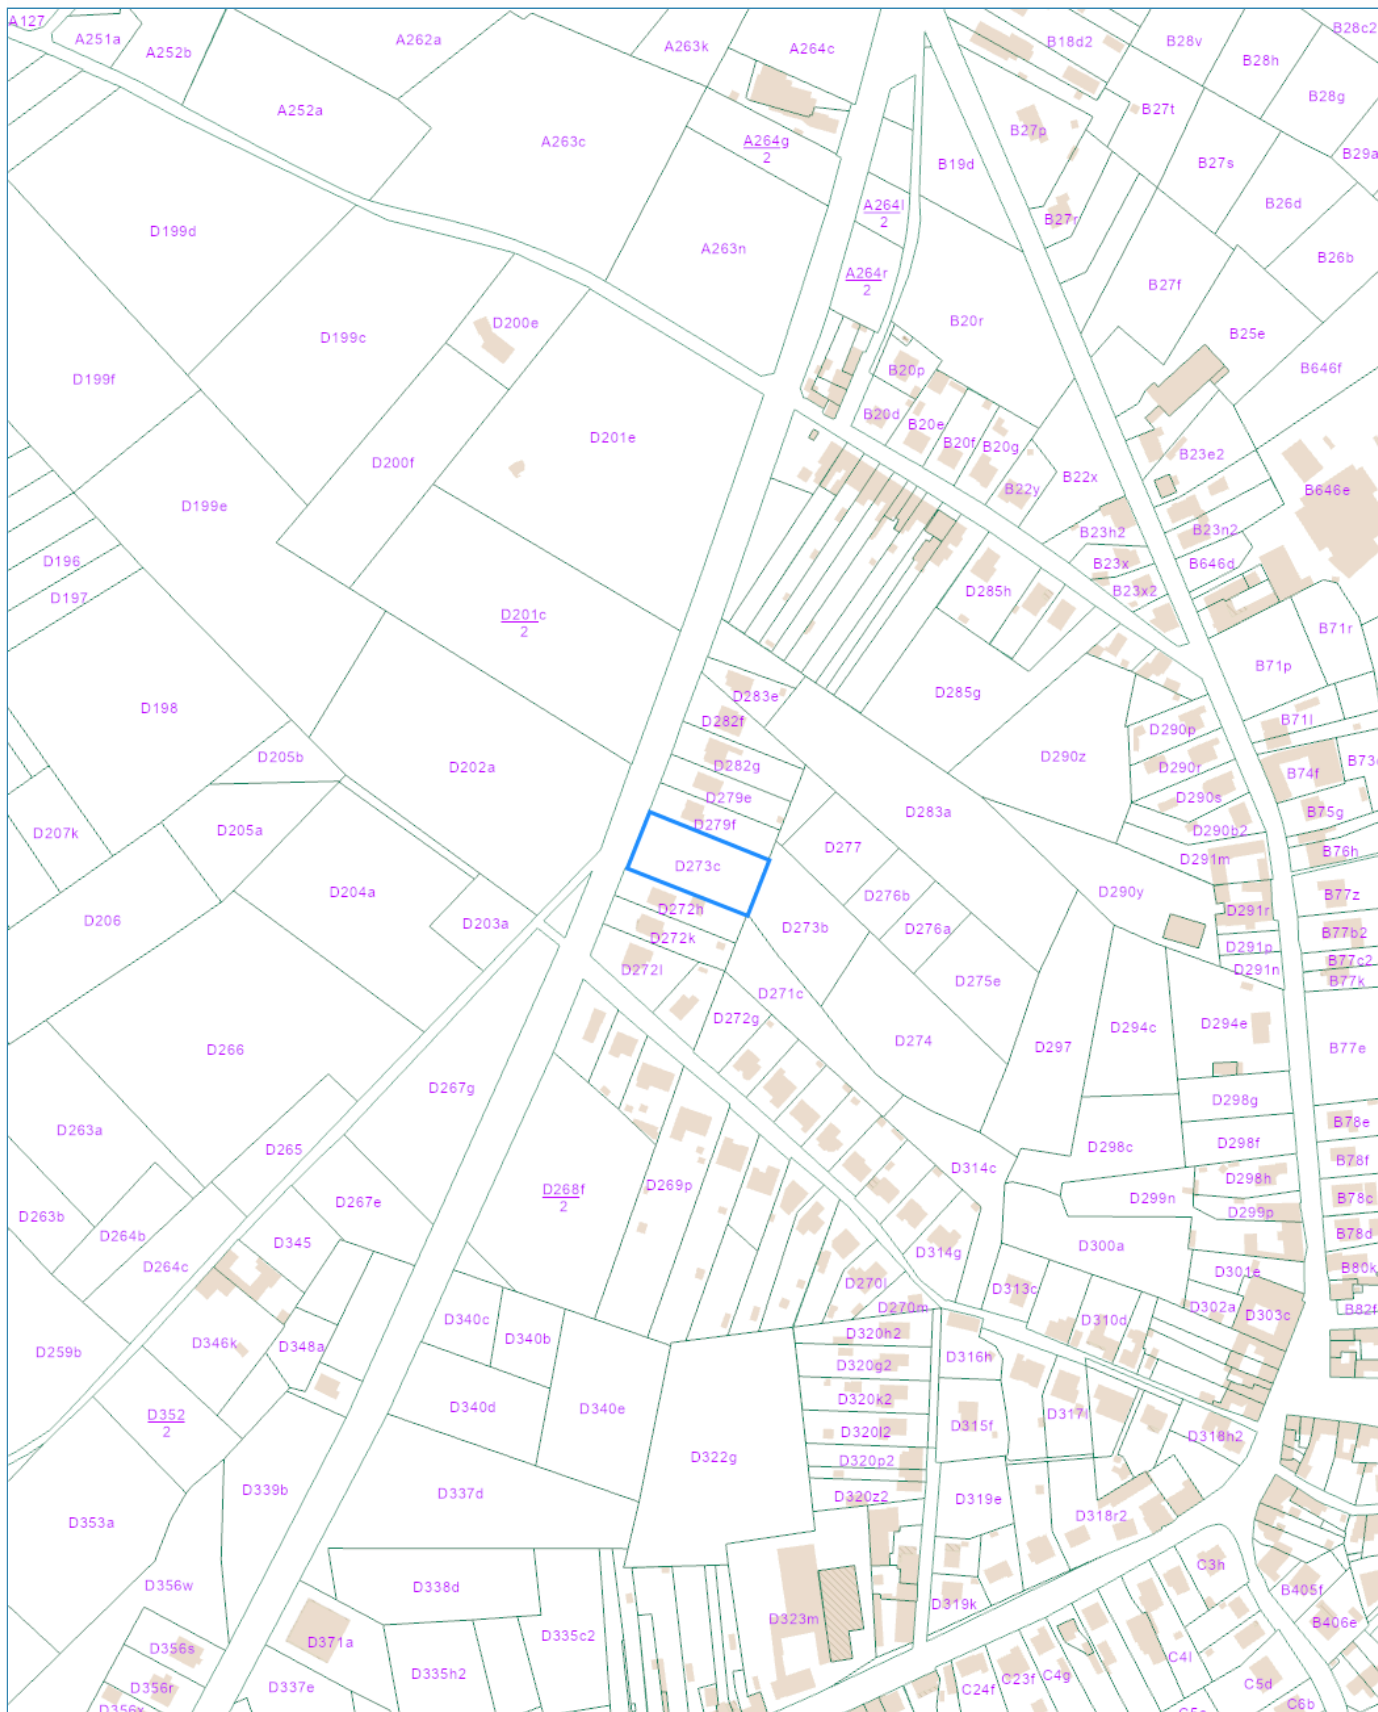 A127
A251a
A252b
A262a
A263k
A264c
B18d2
B28v
B28c2
B28h
B28g
A252a
A263c
A264g
2
B27p
B27t
B19d
B27s
B29a
A264l
2
B27r
B26d
D199d
A263n
A264r
2
B26b
B27f
D200e
B20r
D199c
B25e
B646f
D199f
B20p
B20d
B20e
B20f
B20g
D201e
D200f
B22x
B22y
B23e2
B646e
D199e
B23h2
B23n2
D196
B23x
B646d
D197
D285h
B23x2
D201c
2
B71r
B71p
D283e
D285g
D198
D282f
D290p
B71l
D205b
D202a
D282g
D290z
D290r
B74f
B73
D279e
D290s
D207k
D205a
D279f
D283a
D290b2
B75g
D277
D291m
B76h
D273c
D204a
D276b
D290y
B77z
D206
D203a
D272h
D273b
D276a
D291r
B77b2
D272k
D291p
B77c2
D272l
D291n
B77k
D271c
D275e
D272g
D294c
D294e
D266
D274
D297
B77e
D267g
D298g
D263a
B78e
D265
D298c
D298f
B78f
D268f
2
D269p
D314c
D298h
D267e
D299n
B78c
D263b
D299p
D264b
D345
D300a
B78d
D264c
D314g
D301e
B80k
D270l
D313c
D270m
D302a
B82f
D340c
D310d
D303c
D346k
D348a
D340b
D320h2
D259b
D316h
D320g2
D320k2
D352
2
D340d
D340e
D317l
D315f
D320l2
D318h2
D322g
D320p2
D339b
D337d
D320z2
D319e
D318r2
D353a
C3h
D356w
D338d
B405f
D319k
D323m
B406e
D371a
D335c2
D356s
C4l
D335h2
C23f
C4g
D356r
D337e
C24f
C5d
C6b